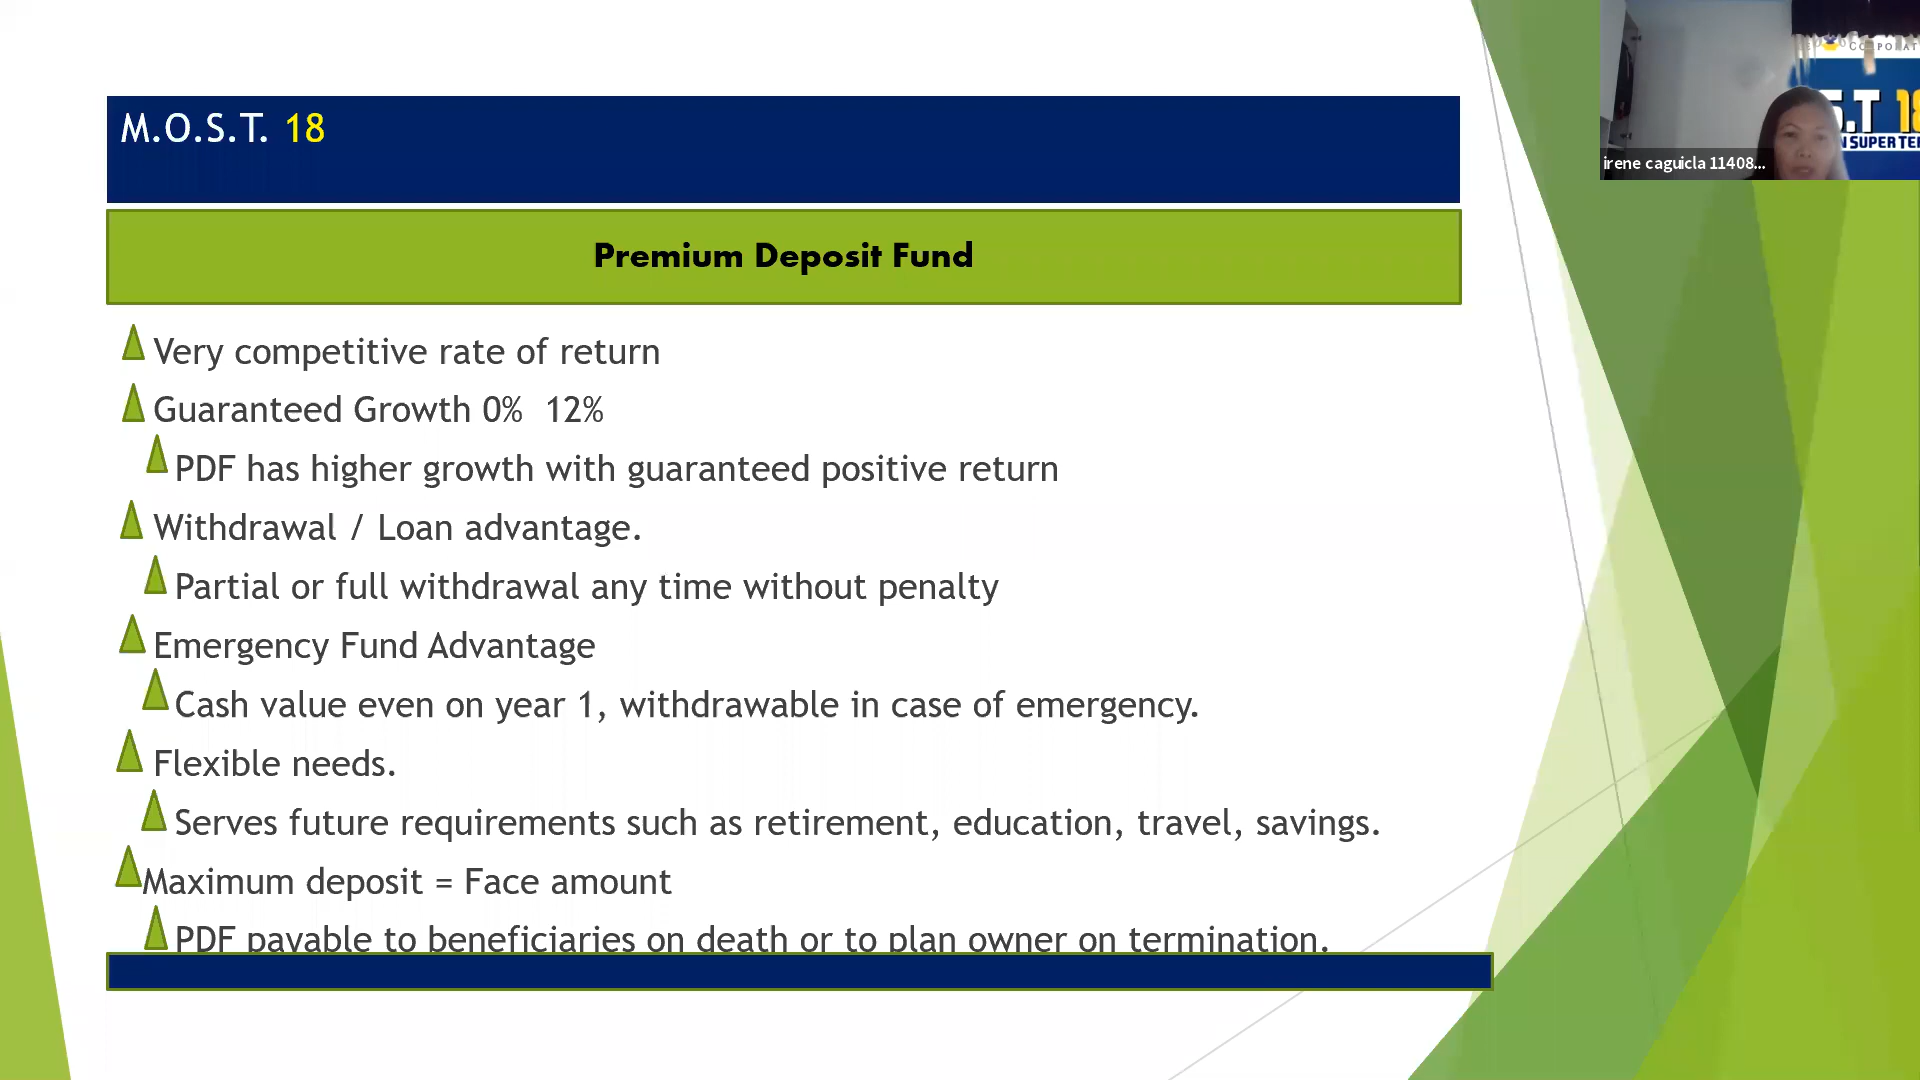 M.O.S.T. 18
Premium Deposit Fund
Very competitive rate of return
Guaranteed Growth 0% 12%
PDF has higher growth with guaranteed positive return
Withdrawal / Loan advantage.
Partial or full withdrawal any time without penalty
Emergency Fund Advantage
Cash value even on year 1, withdrawable in case of emergency.
Flexible needs.
Serves future requirements such as retirement, education, travel, savings.
Maximum deposit = Face amount
PDF payable to beneficiaries on death or to plan owner on termination.
S.T 18
SUPER
irene caguicla 11408...